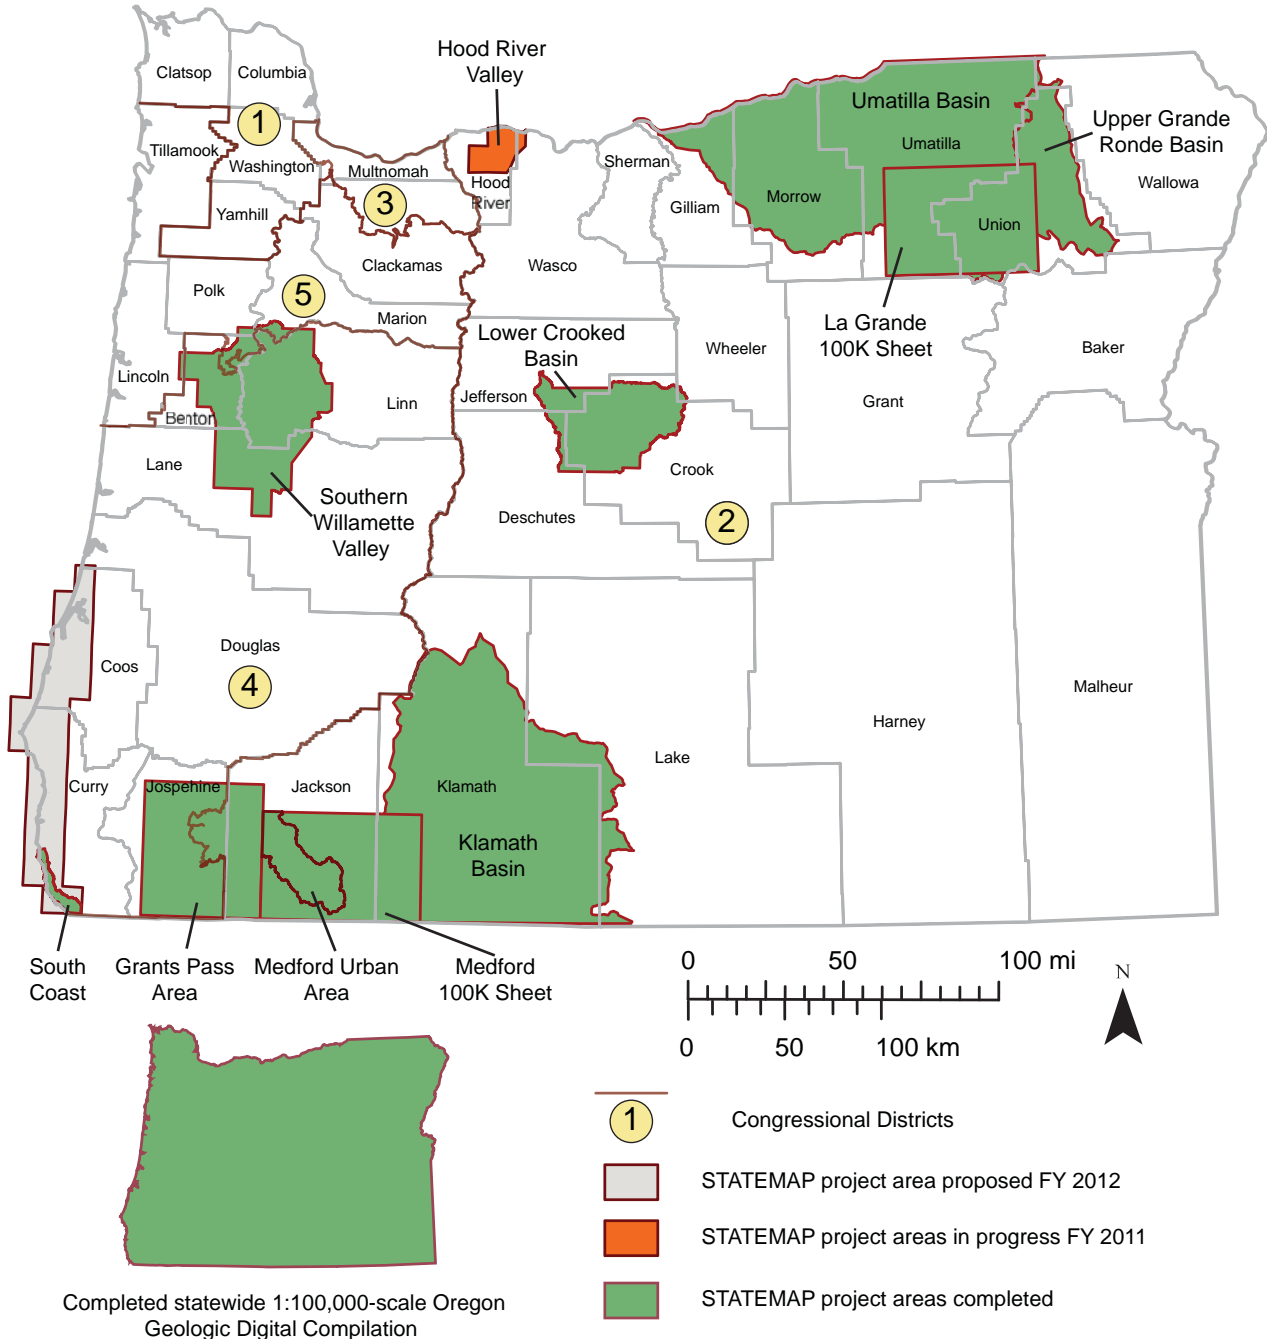 Hood River
Valley
Clatsop
Columbia
1
Tillamook
Washington
Multnomah
Hood
River
Yamhill
3
Clackamas
Sherman
Gilliam
Wasco
Umatilla Basin
Umatilla
Morrow
Union
Upper Grande
Ronde Basin
Wallowa
Polk
5
Marion
La Grande
100K Sheet
Lower Crooked
Basin
Wheeler
Baker
Lincoln
Benton
Linn
Jefferson
Grant
Lane
Crook
Southern
Willamette
Valley
Deschutes
2
Douglas
Coos
4
Malheur
Harney
Lake
Curry
Jospehine
Jackson
Klamath
Klamath
Basin
South
Coast
Grants Pass
Area
Medford Urban
Area
Medford
100K Sheet
0 50 100 mi
0 50 100 km
N
1
Congressional Districts
STATEMAP project area proposed FY 2012
STATEMAP project areas in progress FY 2011
STATEMAP project areas completed
Completed statewide 1:100,000-scale Oregon
Geologic Digital Compilation